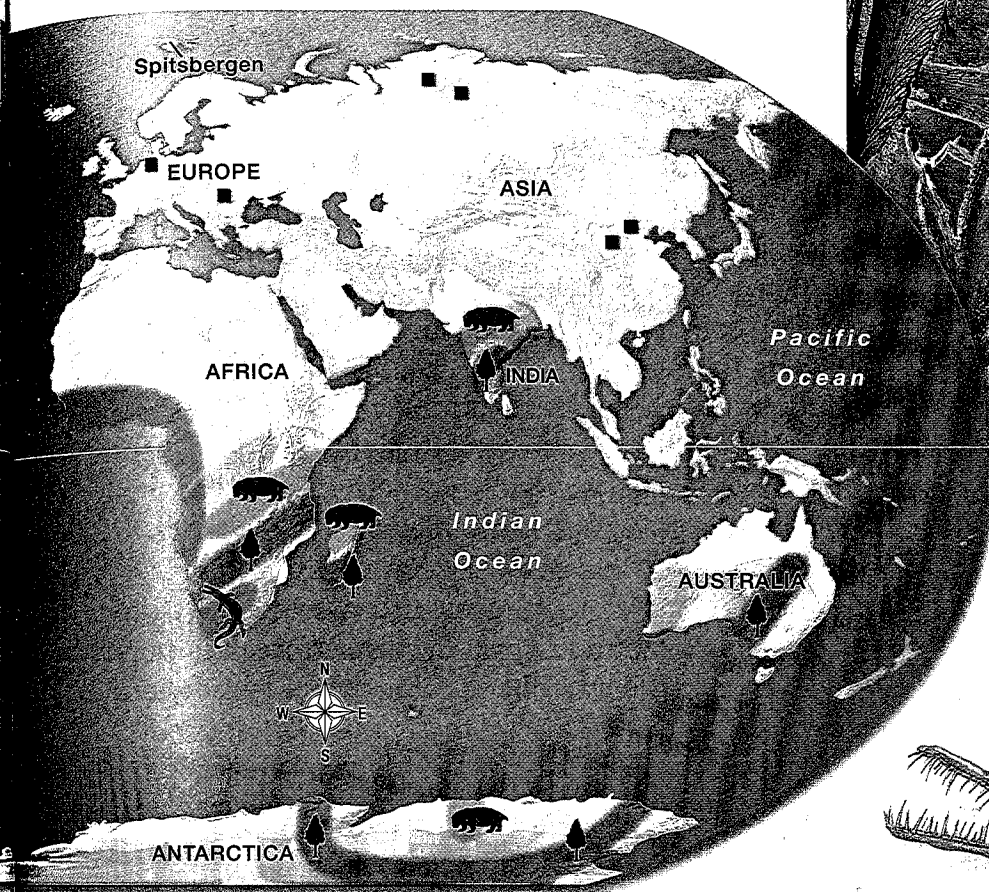 Spitsbergen
EUROPE
ASIA
Pacific
Ocean
AFRICA
INDIA
Indian
Ocean
AUSTRALIA
N
W E
S
ANTARCTICA